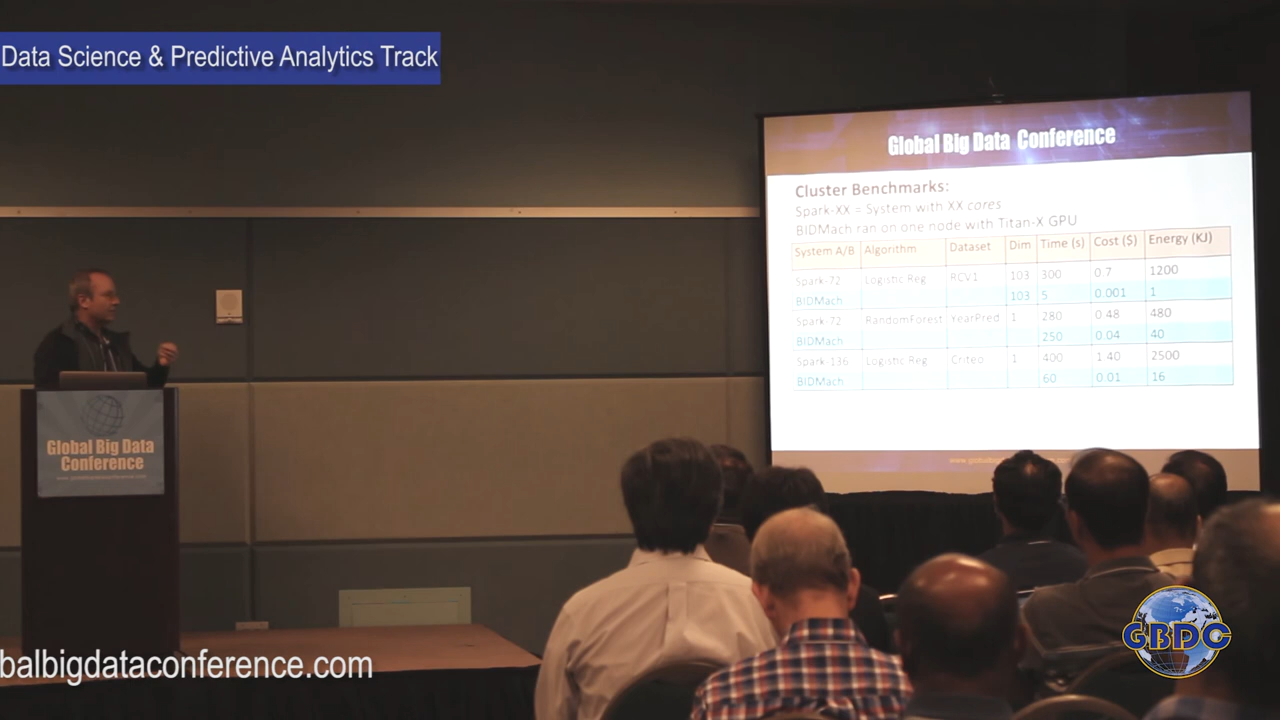 Data Science & Predictive Analytics Track
Global Big Data Conference
Cluster Benchmarks:
Spark-XX = System with XX cores
BIDMach ran on one node with Titan-X GPU
System A/B Algorithm Dataset Dim Time (s) Cost ($) Energy (KJ)
Spark-72 Logistic Reg RCV1 103 300 0.7 1200
BIDMach 103 5 0.001 1
Spark-72 RandomForest YearPred 1 280 0.48 480
BIDMach 250 0.04 40
Spark-136 Logistic Reg Criteo 1 400 1.40 2500
BIDMach 60 0.01 16
Global Big Data
Conference
www.globalbigdataconference.com
balbigdataconference.com
GBDC